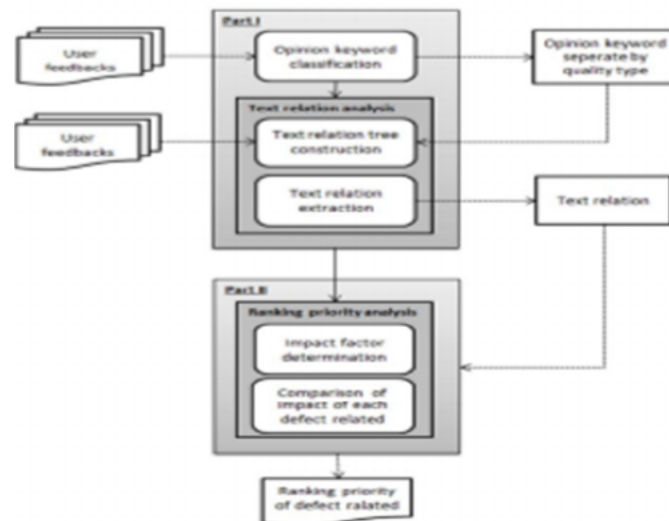 Part I
User
feedbacks
Opinion keyword
classification
Opinion keyword
seperate by
quality type
Text relation analysis
User
feedbacks
Text relation tree
construction
Text relation
extraction
Text relation
Part II
Ranking priority analysis
Impact factor
determination
Comparison of
impact of each
defect related
Ranking priority
of defect ralated